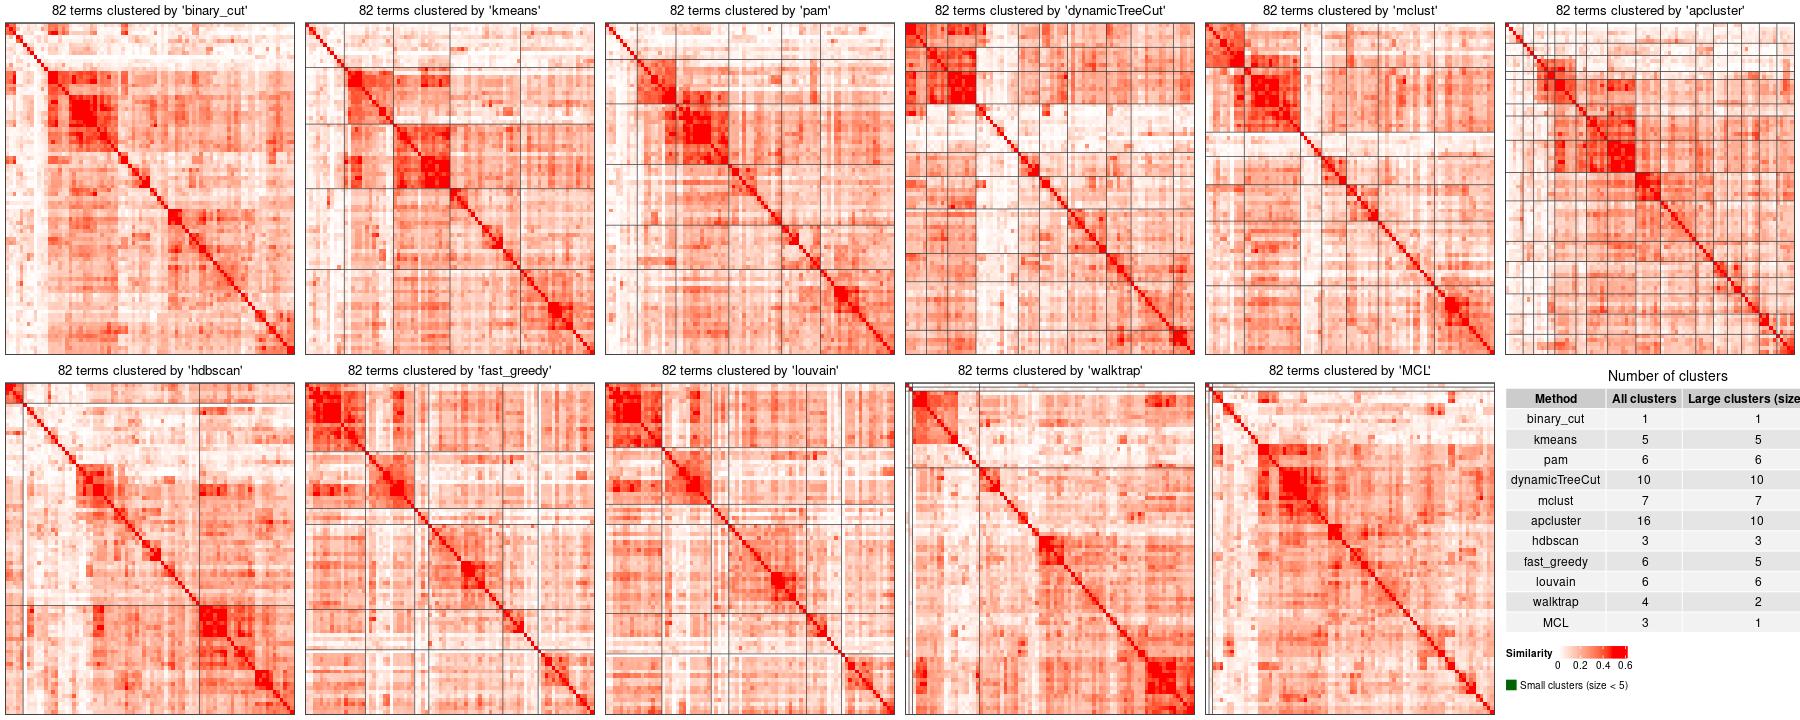 82 terms clustered by 'binary_cut'
82 terms clustered by 'kmeans'
82 terms clustered by 'pam'
82 terms clustered by 'dynamicTreeCut'
82 terms clustered by 'mclust'
82 terms clustered by 'apcluster'
82 terms clustered by 'hdbscan'
82 terms clustered by 'fast_greedy'
82 terms clustered by 'louvain'
82 terms clustered by 'walktrap'
82 terms clustered by 'MCL'
Number of clusters
Method All clusters Large clusters (size
binary_cut 1 1
kmeans 5 5
pam 6 6
dynamicTreeCut 10 10
mclust 7 7
apcluster 16 10
hdbscan 3 3
fast_greedy 6 5
louvain 6 6
walktrap 4 2
MCL 3 1
Similarity
0 0.2 0.4 0.6
Small clusters (size < 5)